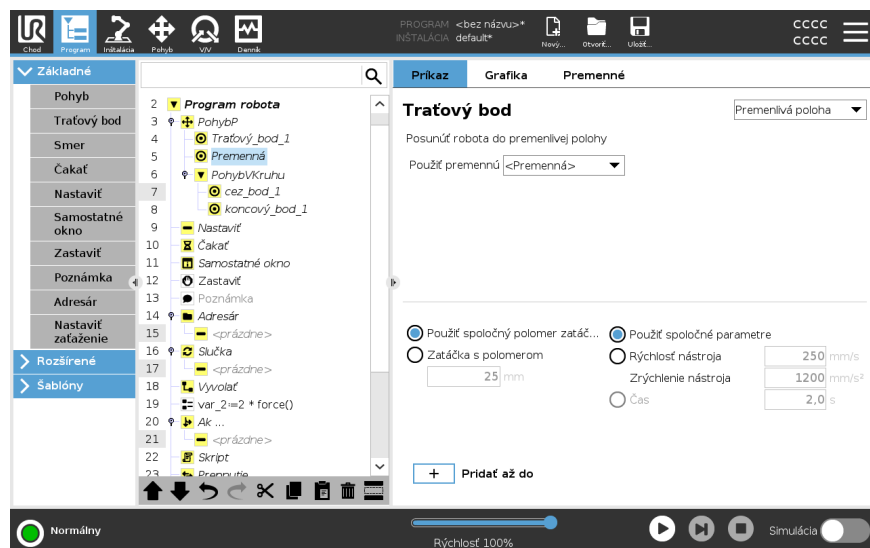 PROGRAM <bez názvu>*
INŠTALÁCIA default*
CCCC
CCCC
Chod
Program
Inštalácia
Pohyb
V/V
Denník
Nový...
Otvoriť...
Uložiť...
Základné
Pohyb
Traťový bod
Smer
Čakať
Nastaviť
Samostatné
okno
Zastaviť
Poznámka
Adresár
Nastaviť
zaťaženie
Rozšírené
Šablóny
2 Program robota
3 PohybP
4 Traťový_bod_1
5 Premenná
6 PohybVKruhu
7 cez_bod_1
8 koncový_bod_1
9 Nastaviť
10 Čakať
11 Samostatné okno
12 Zastaviť
13 Poznámka
14 Adresár
15 <prázdne>
16 Slučka
17 <prázdne>
18 Vyvolať
19 var_2:=2 * force()
20 Ak ...
21 <prázdne>
22 Skript
23 Prepnutie
Príkaz
Grafika
Premenné
Traťový bod
Premenlivá poloha
Posunúť robota do premenlivej polohy
Použiť premennú <Premenná>
Použiť spoločný polomer zatáč...
Zatáčka s polomerom
25 mm
Použiť spoločné parametre
Rýchlosť nástroja 250 mm/s
Zrýchlenie nástroja 1200 mm/s²
Čas 2,0 s
+ Pridať až do
Normálny
Rýchlosť 100%
Simulácia